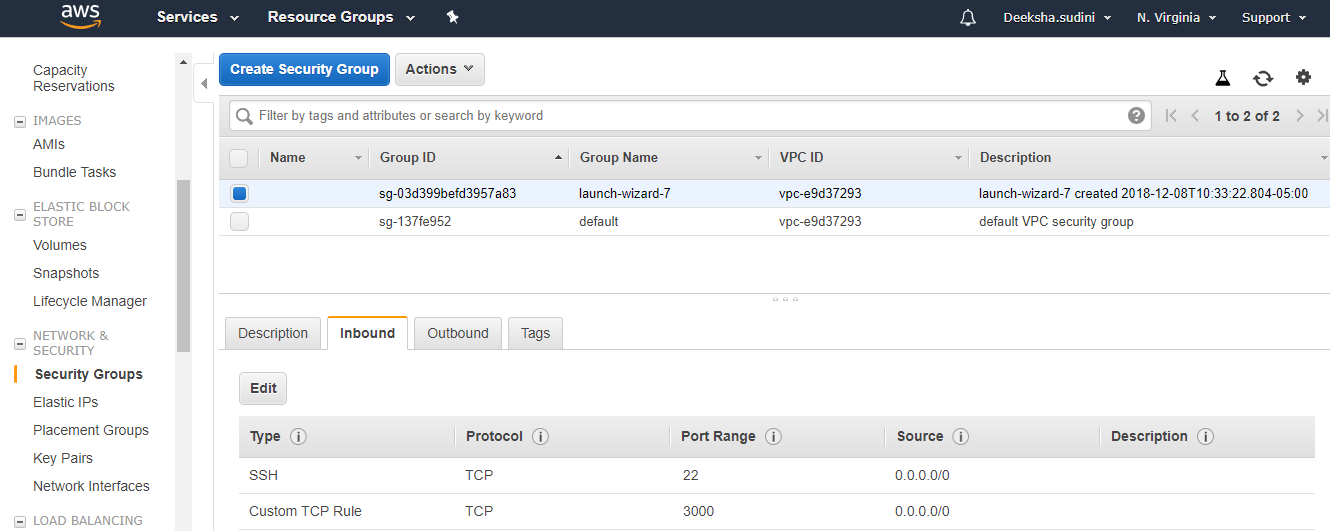 aws Services Resource Groups Deeksha.sudini N. Virginia Support
Capacity
Reservations
IMAGES
AMIs
Bundle Tasks
ELASTIC BLOCK
STORE
Volumes
Snapshots
Lifecycle Manager
NETWORK &
SECURITY
Security Groups
Elastic IPs
Placement Groups
Key Pairs
Network Interfaces
LOAD BALANCING
Create Security Group Actions
Filter by tags and attributes or search by keyword 1 to 2 of 2
Name Group ID Group Name VPC ID Description
sg-03d399befd3957a83 launch-wizard-7 vpc-e9d37293 launch-wizard-7 created 2018-12-08T10:33:22.804-05:00
sg-137fe952 default vpc-e9d37293 default VPC security group
Description Inbound Outbound Tags
Edit
Type Protocol Port Range Source Description
SSH TCP 22 0.0.0.0/0
Custom TCP Rule TCP 3000 0.0.0.0/0